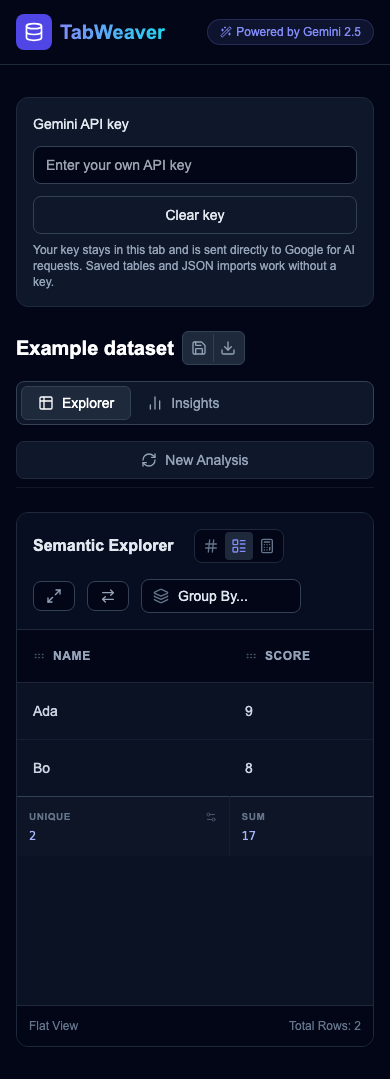 TabWeaver
Powered by Gemini 2.5
Gemini API key
Enter your own API key
Clear key
Your key stays in this tab and is sent directly to Google for AI
requests. Saved tables and JSON imports work without a
key.
Example dataset
Explorer
Insights
New Analysis
Semantic Explorer
Group By...
NAME
SCORE
Ada
9
Bo
8
UNIQUE
SUM
2
17
Flat View
Total Rows: 2